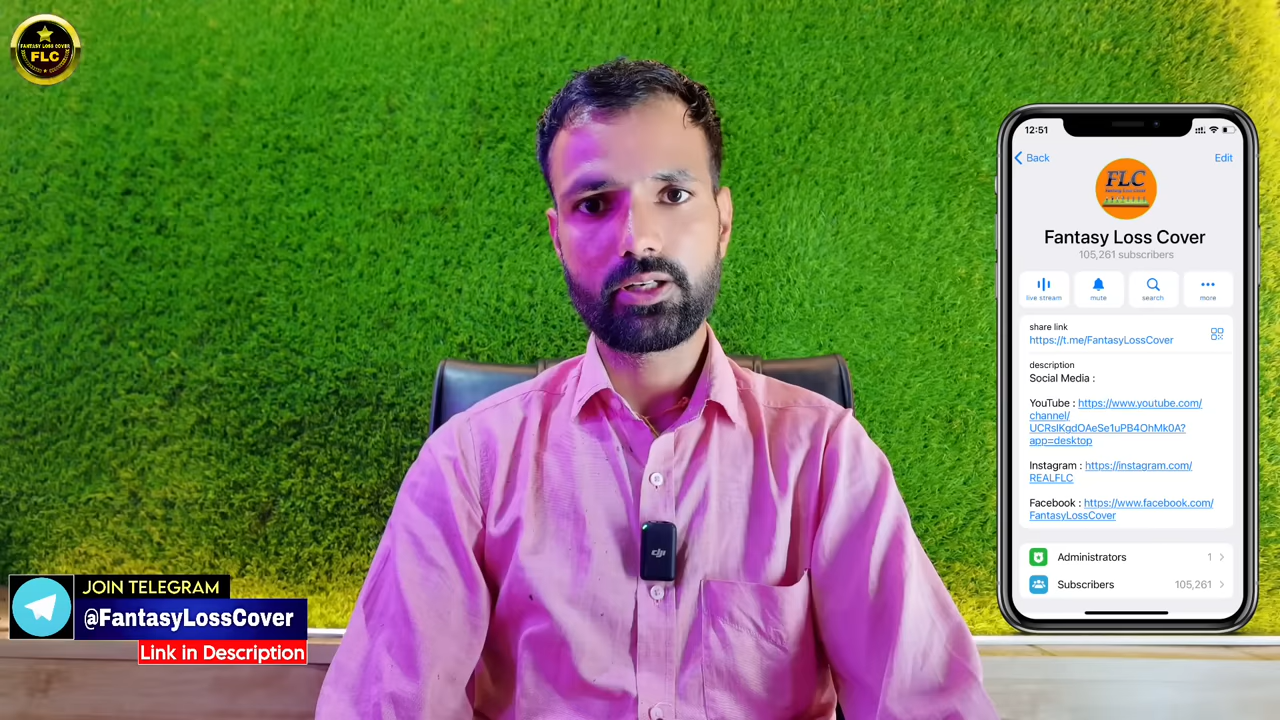 FANTASY LOSS COVER
FLC
12:51
Back
Edit
FLC
Fantasy Loss Cover
105,261 subscribers
live stream
mute
search
more
share link
https://t.me/FantasyLossCover
description
Social Media :
YouTube : https://www.youtube.com/
channel/
UCRslKgdOAeSe1uPB4OhMk0A?
app=desktop
Instagram : https://instagram.com/
REALFLC
Facebook : https://www.facebook.com/
FantasyLossCover
Administrators 1
Subscribers 105,261
dji
JOIN TELEGRAM
@FantasyLossCover
Link in Description